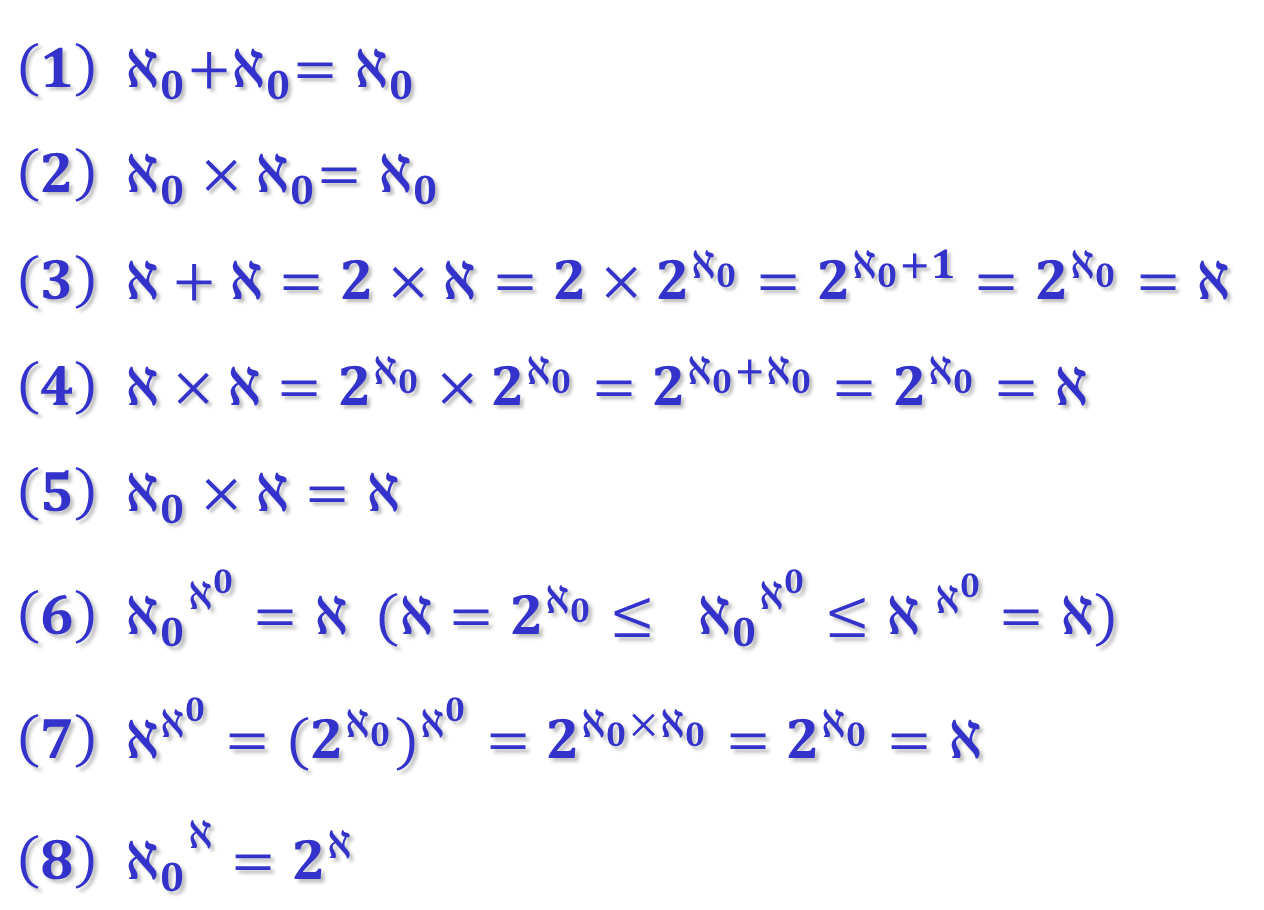 (1) ℵ₀+ℵ₀= ℵ₀
(2) ℵ₀ × ℵ₀= ℵ₀
(3) ℵ + ℵ = 2 × ℵ = 2 × 2^ℵ₀ = 2^(ℵ₀+1) = 2^ℵ₀ = ℵ
(4) ℵ × ℵ = 2^ℵ₀ × 2^ℵ₀ = 2^(ℵ₀+ℵ₀) = 2^ℵ₀ = ℵ
(5) ℵ₀ × ℵ = ℵ
(6) ℵ₀^ℵ⁰ = ℵ (ℵ = 2^ℵ₀ ≤ ℵ₀^ℵ⁰ ≤ ℵ^ℵ⁰ = ℵ)
(7) ℵ^ℵ⁰ = (2^ℵ₀)^ℵ⁰ = 2^(ℵ₀×ℵ₀) = 2^ℵ₀ = ℵ
(8) ℵ₀^ℵ = 2^ℵ